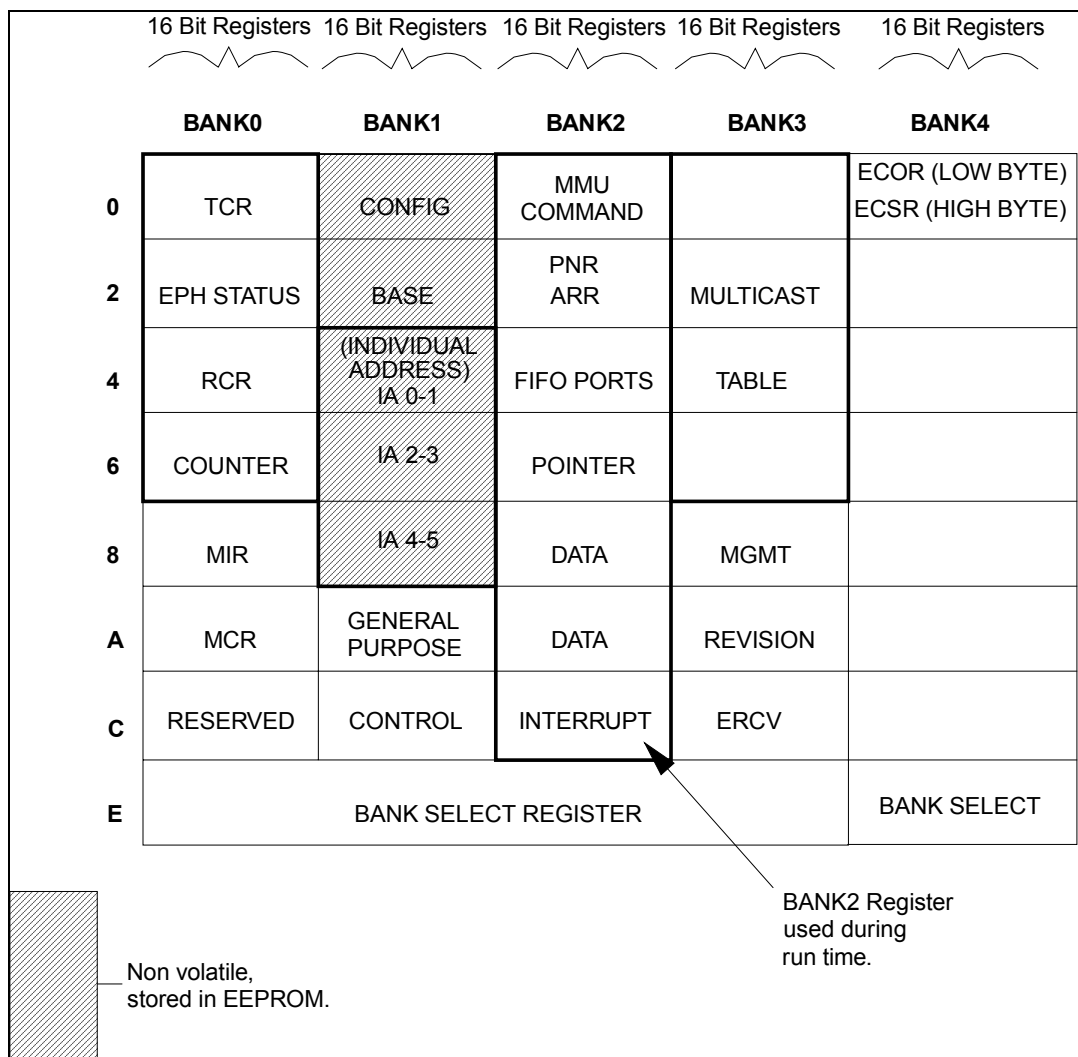 16 Bit Registers 16 Bit Registers 16 Bit Registers 16 Bit Registers 16 Bit Registers
BANK0 BANK1 BANK2 BANK3 BANK4
0 TCR CONFIG MMU COMMAND ECOR (LOW BYTE) ECSR (HIGH BYTE)
2 EPH STATUS BASE PNR ARR MULTICAST
4 RCR (INDIVIDUAL ADDRESS) IA 0-1 FIFO PORTS TABLE
6 COUNTER IA 2-3 POINTER
8 MIR IA 4-5 DATA MGMT
A MCR GENERAL PURPOSE DATA REVISION
C RESERVED CONTROL INTERRUPT ERCV
E BANK SELECT REGISTER BANK SELECT
BANK2 Register
used during
run time.
Non volatile,
stored in EEPROM.